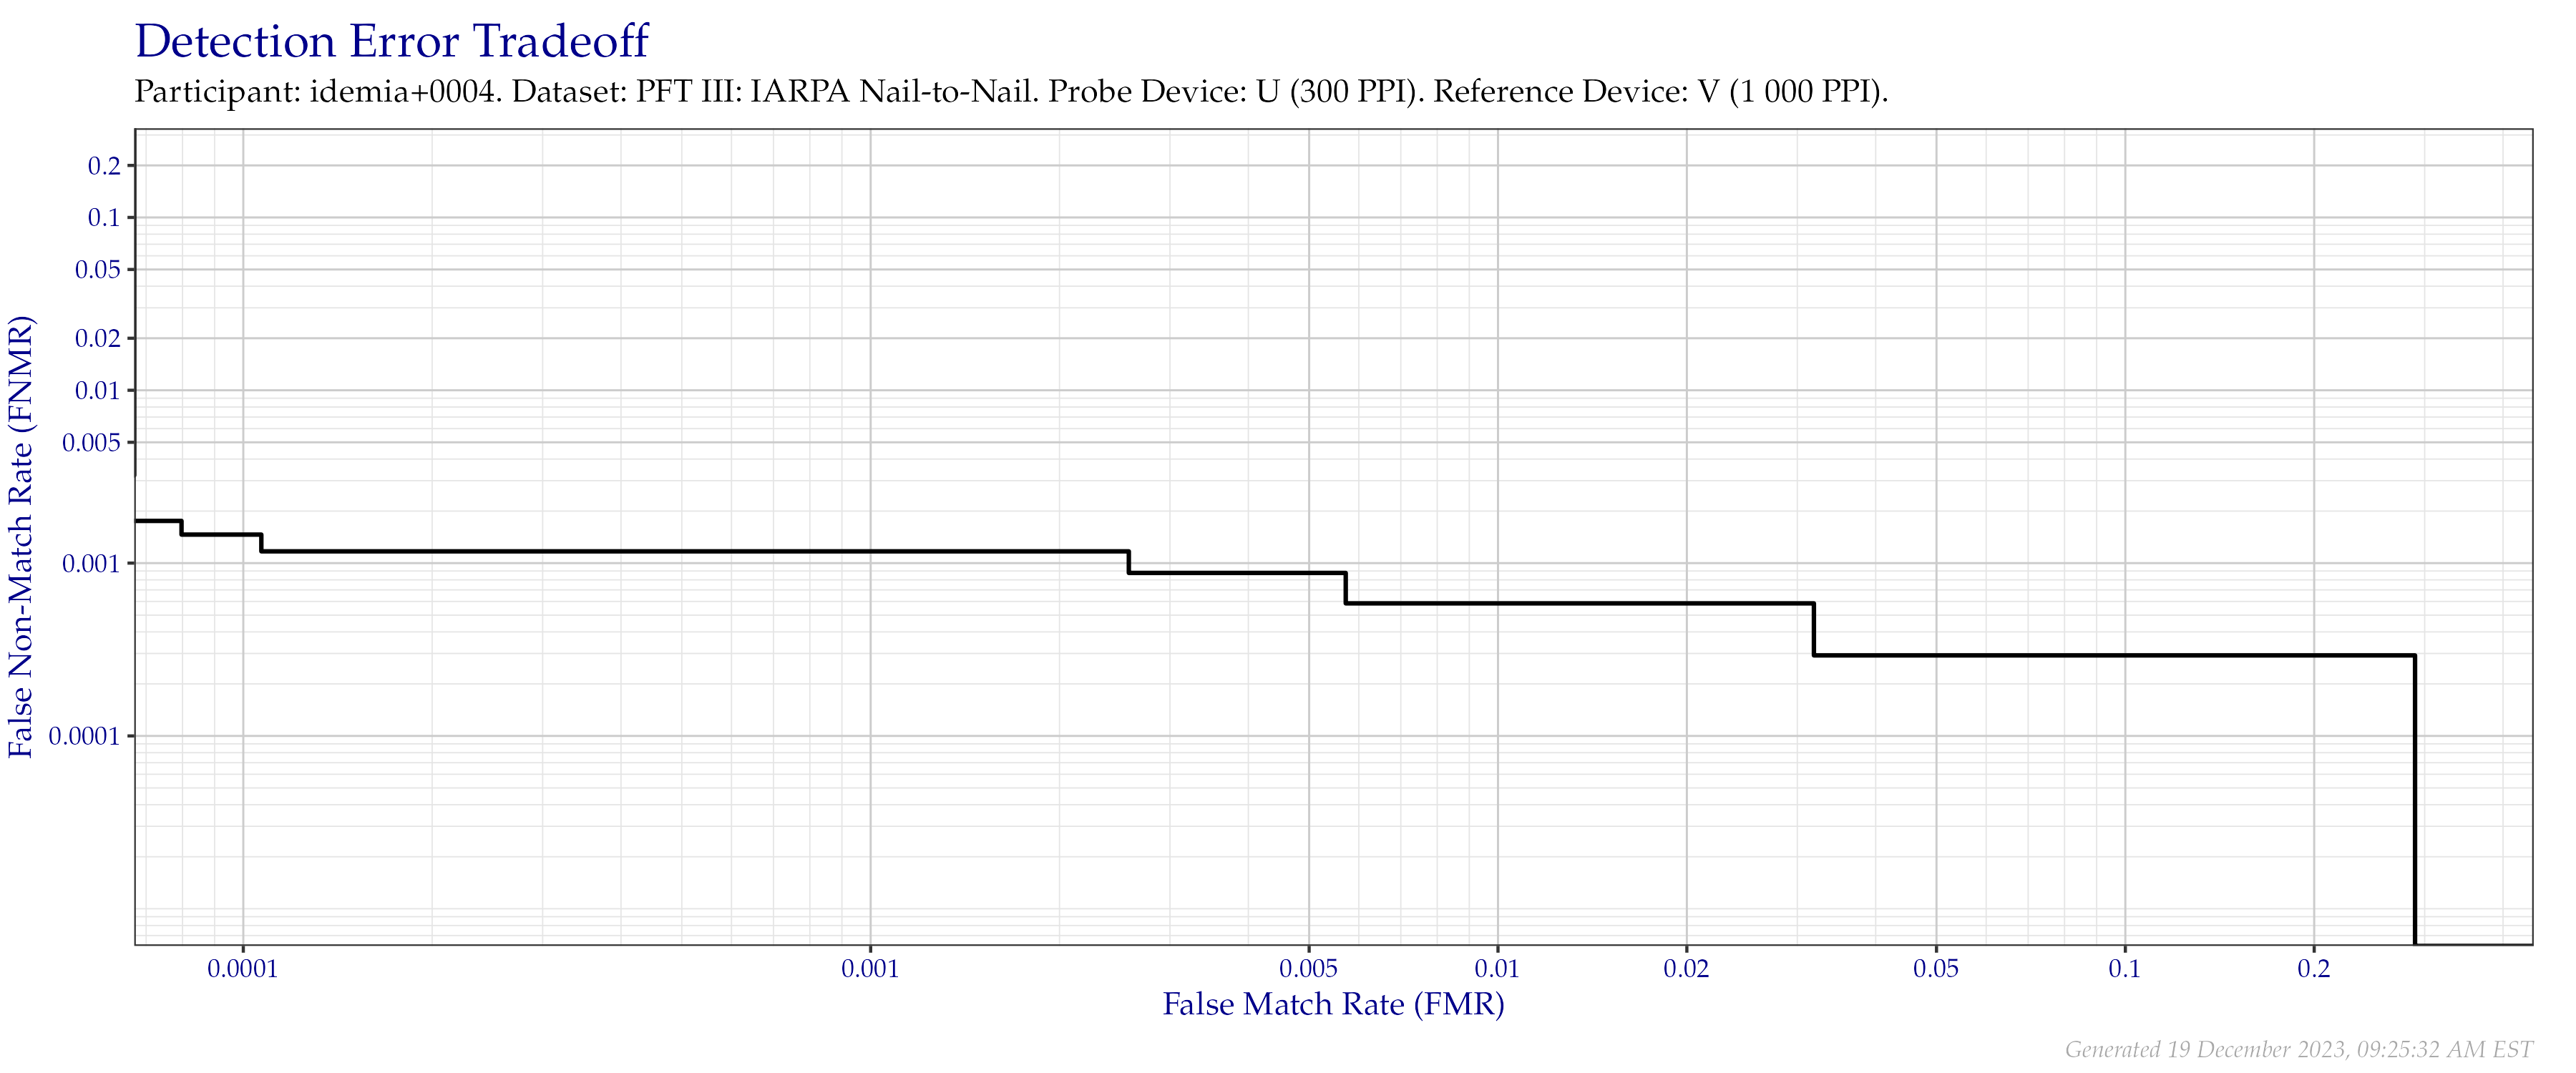 Detection Error Tradeoff
Participant: idemia+0004. Dataset: PFT III: IARPA Nail-to-Nail. Probe Device: U (300 PPI). Reference Device: V (1 000 PPI).
False Non-Match Rate (FNMR)
0.2
0.1
0.05
0.02
0.01
0.005
0.001
0.0001
0.0001 0.001 0.005 0.01 0.02 0.05 0.1 0.2
False Match Rate (FMR)
Generated 19 December 2023, 09:25:32 AM EST